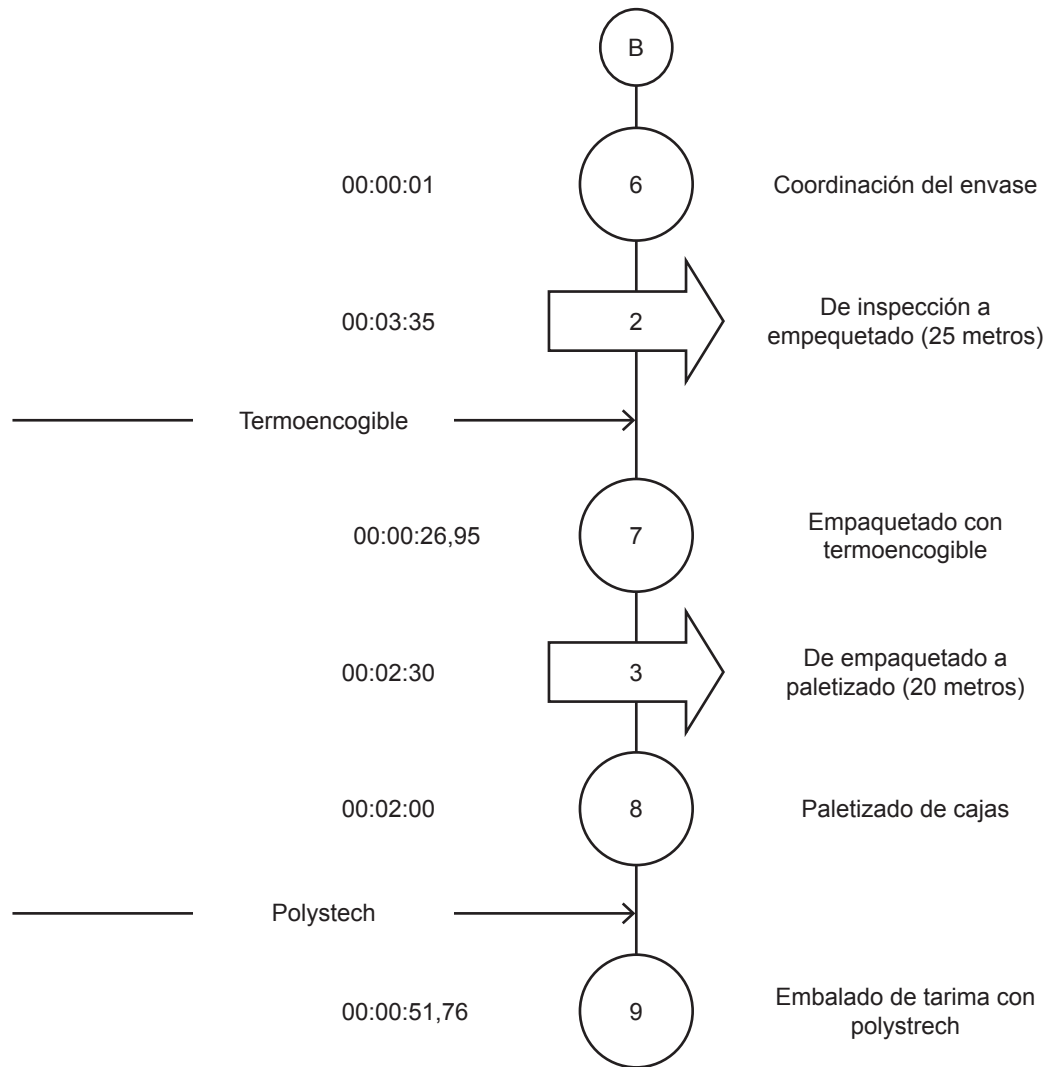 B
00:00:01
6
Coordinación del envase
00:03:35
2
De inspección a
empequetado (25 metros)
Termoencogible
00:00:26,95
7
Empaquetado con
termoencogible
00:02:30
3
De empaquetado a
paletizado (20 metros)
00:02:00
8
Paletizado de cajas
Polystech
00:00:51,76
9
Embalado de tarima con
polystrech